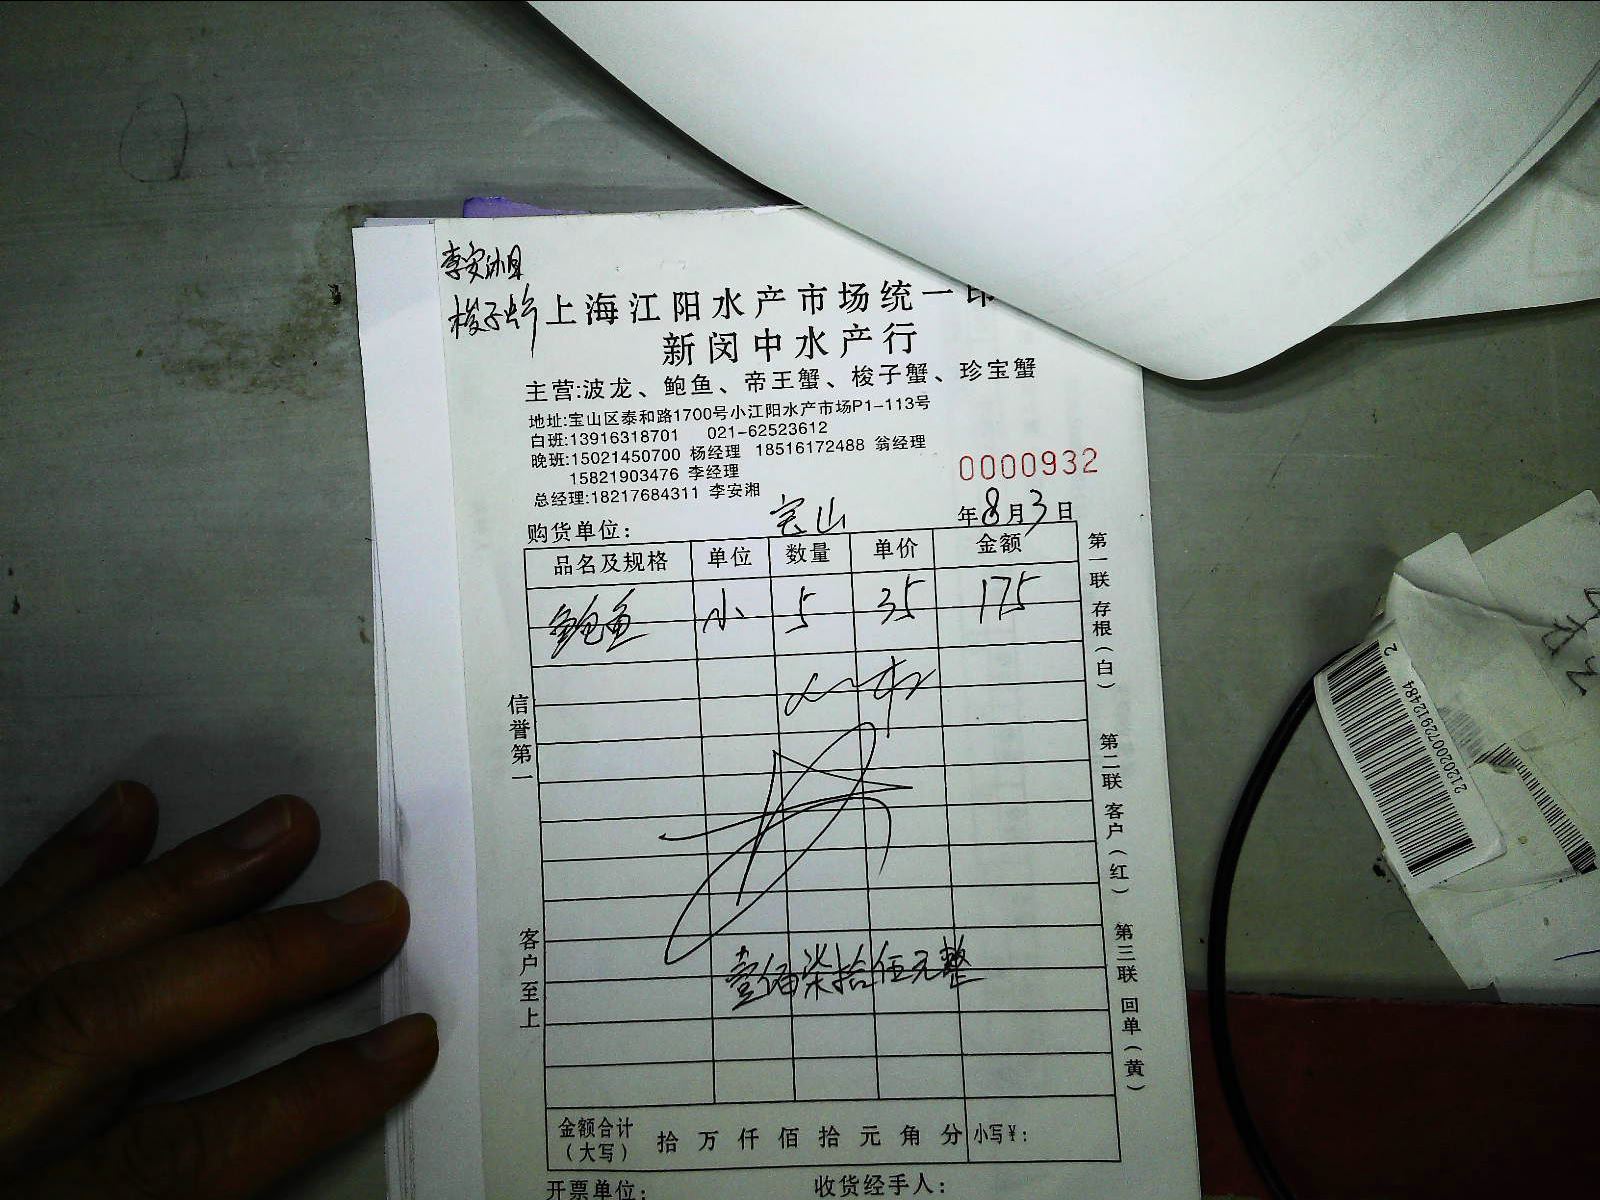 李安湘
梭子蟹
上海江阳水产市场统一印
新闵中水产行
主营:波龙、鲍鱼、帝王蟹、梭子蟹、珍宝蟹
地址:宝山区泰和路1700号小江阳水产市场P1-113号
白班:13916318701 021-62523612
晚班:15021450700 杨经理 18516172488 翁经理
15821903476 李经理
总经理:18217684311 李安湘
0000932
购货单位: 宝山 年8月3日
品名及规格 单位 数量 单价 金额
鲍鱼 小 5 35 175
壹佰柒拾伍元整
金额合计(大写) 拾 万 仟 佰 拾 元 角 分 小写¥:
开票单位: 收货经手人:
信誉第一
客户至上
第一联 存根(白)
第二联 客户(红)
第三联 回单(黄)
212020072912484
2